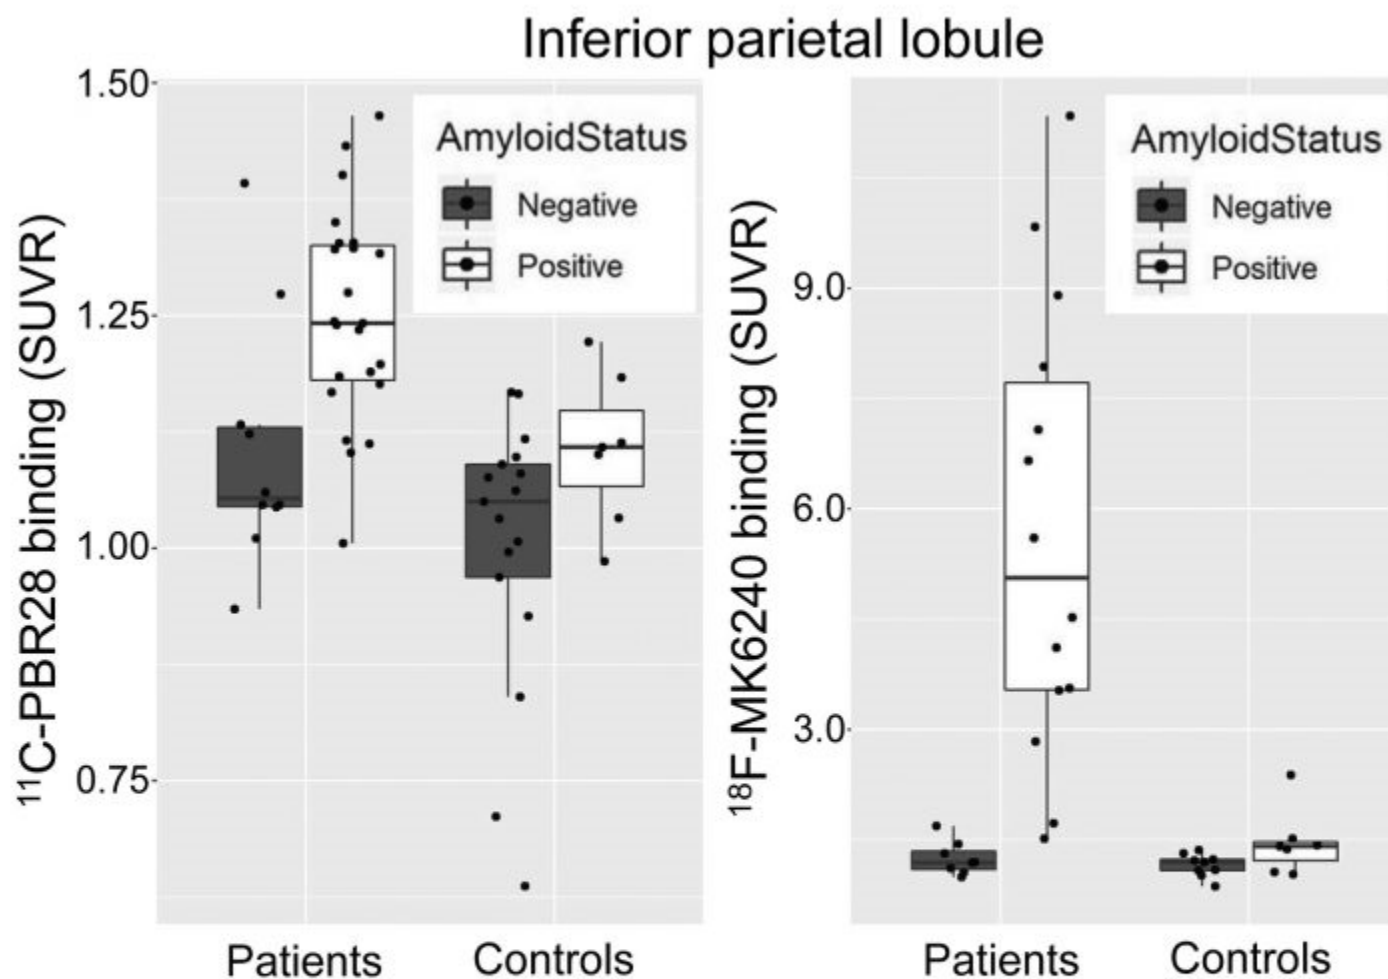 Inferior parietal lobule
¹¹C-PBR28 binding (SUVR)
1.50
1.25
1.00
0.75
AmyloidStatus
Negative
Positive
Patients
Controls
¹⁸F-MK6240 binding (SUVR)
9.0
6.0
3.0
AmyloidStatus
Negative
Positive
Patients
Controls